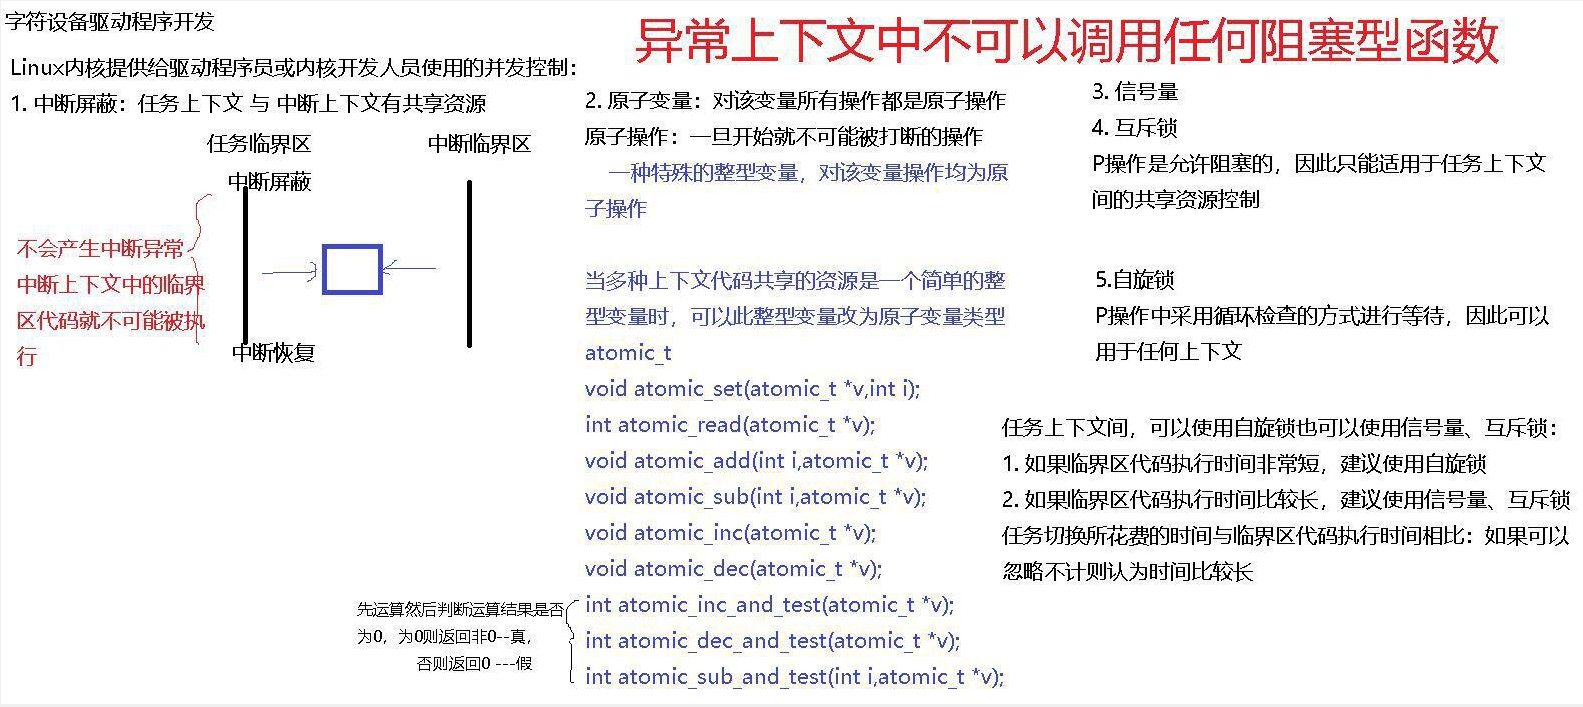 字符设备驱动程序开发
异常上下文中不可以调用任何阻塞型函数
Linux内核提供给驱动程序员或内核开发人员使用的并发控制：
1. 中断屏蔽：任务上下文 与 中断上下文有共享资源
任务临界区
中断临界区
中断屏蔽
不会产生中断异常
中断上下文中的临界
区代码就不可能被执
行
中断恢复
2. 原子变量：对该变量所有操作都是原子操作
原子操作：一旦开始就不可能被打断的操作
一种特殊的整型变量，对该变量操作均为原
子操作
当多种上下文代码共享的资源是一个简单的整
型变量时，可以此整型变量改为原子变量类型
atomic_t
void atomic_set(atomic_t *v,int i);
int atomic_read(atomic_t *v);
void atomic_add(int i,atomic_t *v);
void atomic_sub(int i,atomic_t *v);
void atomic_inc(atomic_t *v);
void atomic_dec(atomic_t *v);
int atomic_inc_and_test(atomic_t *v);
int atomic_dec_and_test(atomic_t *v);
int atomic_sub_and_test(int i,atomic_t *v);
先运算然后判断运算结果是否
为0，为0则返回非0--真，
否则返回0 ---假
3. 信号量
4. 互斥锁
P操作是允许阻塞的，因此只能适用于任务上下文
间的共享资源控制
5.自旋锁
P操作中采用循环检查的方式进行等待，因此可以
用于任何上下文
任务上下文间，可以使用自旋锁也可以使用信号量、互斥锁：
1. 如果临界区代码执行时间非常短，建议使用自旋锁
2. 如果临界区代码执行时间比较长，建议使用信号量、互斥锁
任务切换所花费的时间与临界区代码执行时间相比：如果可以
忽略不计则认为时间比较长